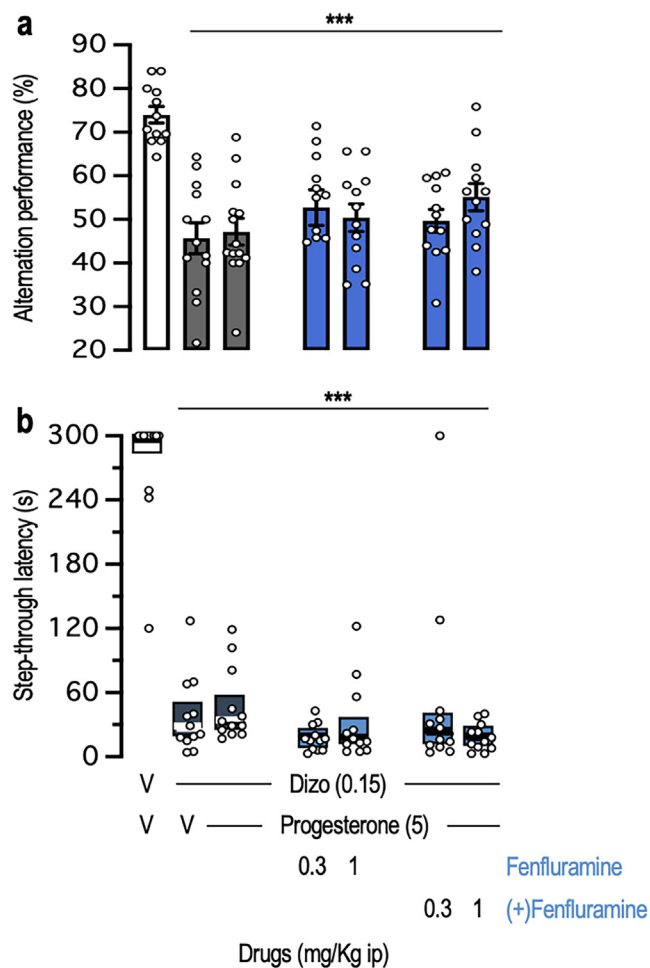 a
***
Alternation performance (%)
90
80
70
60
50
40
30
20
b
***
Step-through latency (s)
300
240
180
120
60
0
V Dizo (0.15)
V V Progesterone (5)
0.3 1 Fenfluramine
0.3 1 (+)Fenfluramine
Drugs (mg/Kg ip)